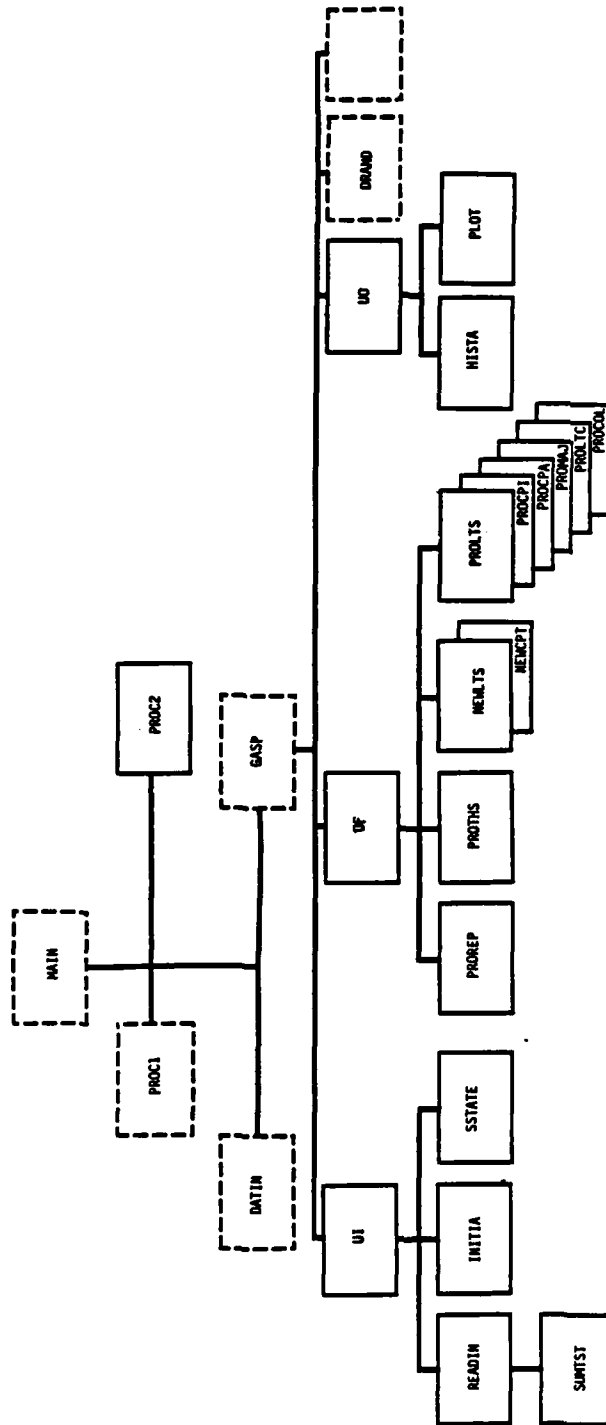 MAIN
PROC1
PROC2
DATIN
GASP
UI
DF
UO
DRAND
READIN
INITIA
SSTATE
PROREP
PROTHS
NEWLTS
NEWCPT
PROLTS
PROCPI
PROCPA
PROMAJ
PROLTC
PROCOL
HISTA
PLOT
SUMTST